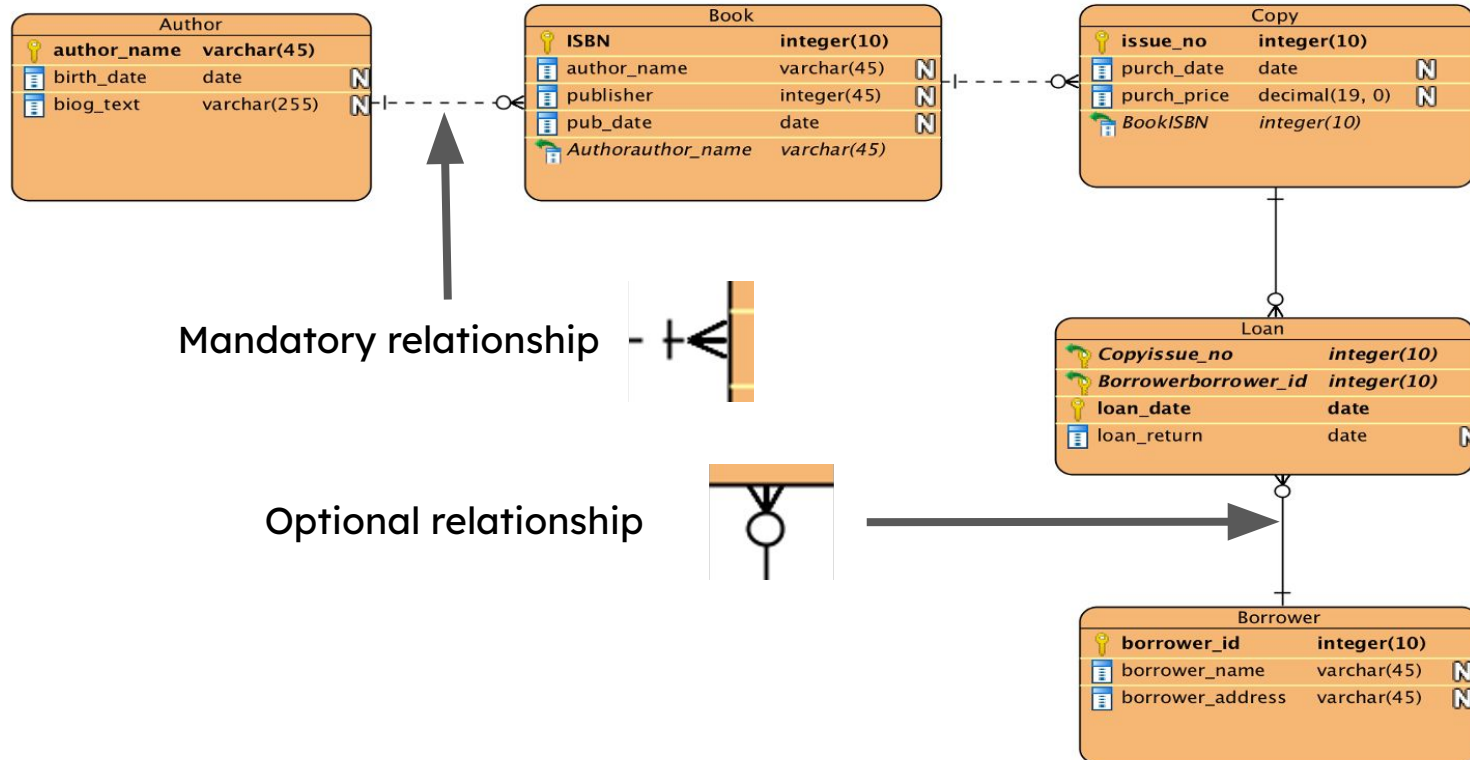 Author
author_name varchar(45)
birth_date date N
biog_text varchar(255) N
Book
ISBN integer(10)
author_name varchar(45) N
publisher integer(45) N
pub_date date N
Authorauthor_name varchar(45)
Copy
issue_no integer(10)
purch_date date N
purch_price decimal(19, 0) N
BookISBN integer(10)
Mandatory relationship
Loan
Copyissue_no integer(10)
Borrowerborrower_id integer(10)
loan_date date
loan_return date N
Optional relationship
Borrower
borrower_id integer(10)
borrower_name varchar(45) N
borrower_address varchar(45) N